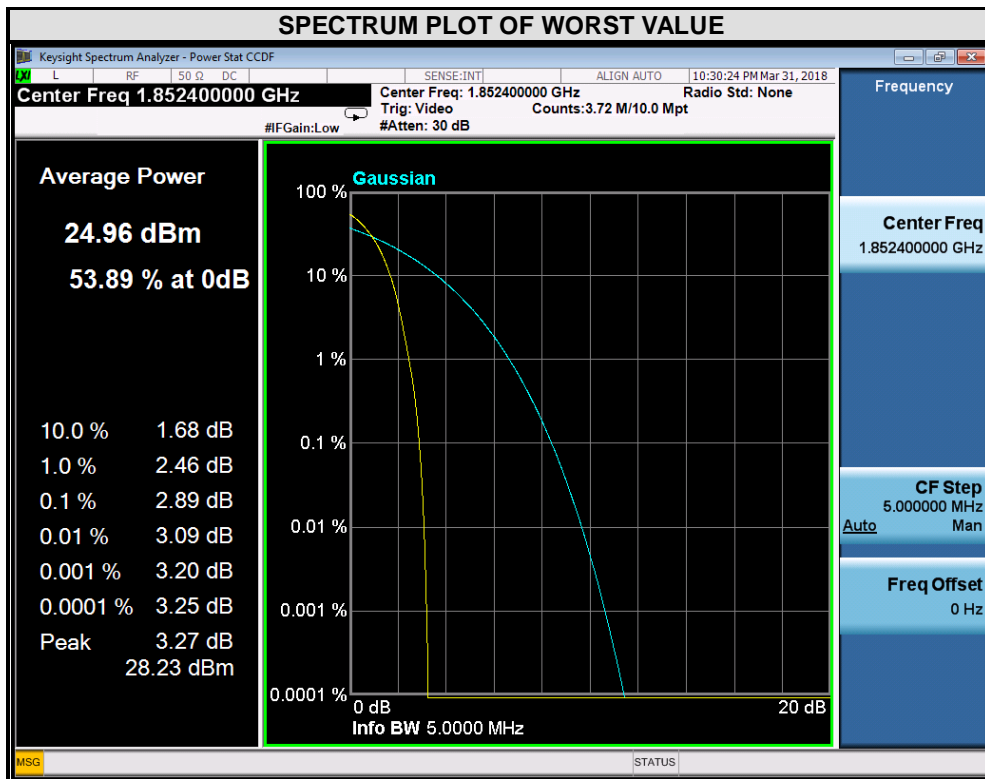 SPECTRUM PLOT OF WORST VALUE
Keysight Spectrum Analyzer - Power Stat CCDF
LXI L RF 50 Ω DC SENSE:INT ALIGN AUTO 10:30:24 PM Mar 31, 2018
Center Freq 1.852400000 GHz
Center Freq: 1.852400000 GHz Radio Std: None
Trig: Video Counts:3.72 M/10.0 Mpt
#IFGain:Low #Atten: 30 dB
Average Power
24.96 dBm
53.89 % at 0dB
10.0 % 1.68 dB
1.0 % 2.46 dB
0.1 % 2.89 dB
0.01 % 3.09 dB
0.001 % 3.20 dB
0.0001 % 3.25 dB
Peak 3.27 dB
28.23 dBm
Gaussian
100 %
10 %
1 %
0.1 %
0.01 %
0.001 %
0.0001 %
0 dB 20 dB
Info BW 5.0000 MHz
Frequency
Center Freq
1.852400000 GHz
CF Step
5.000000 MHz
Auto Man
Freq Offset
0 Hz
MSG STATUS